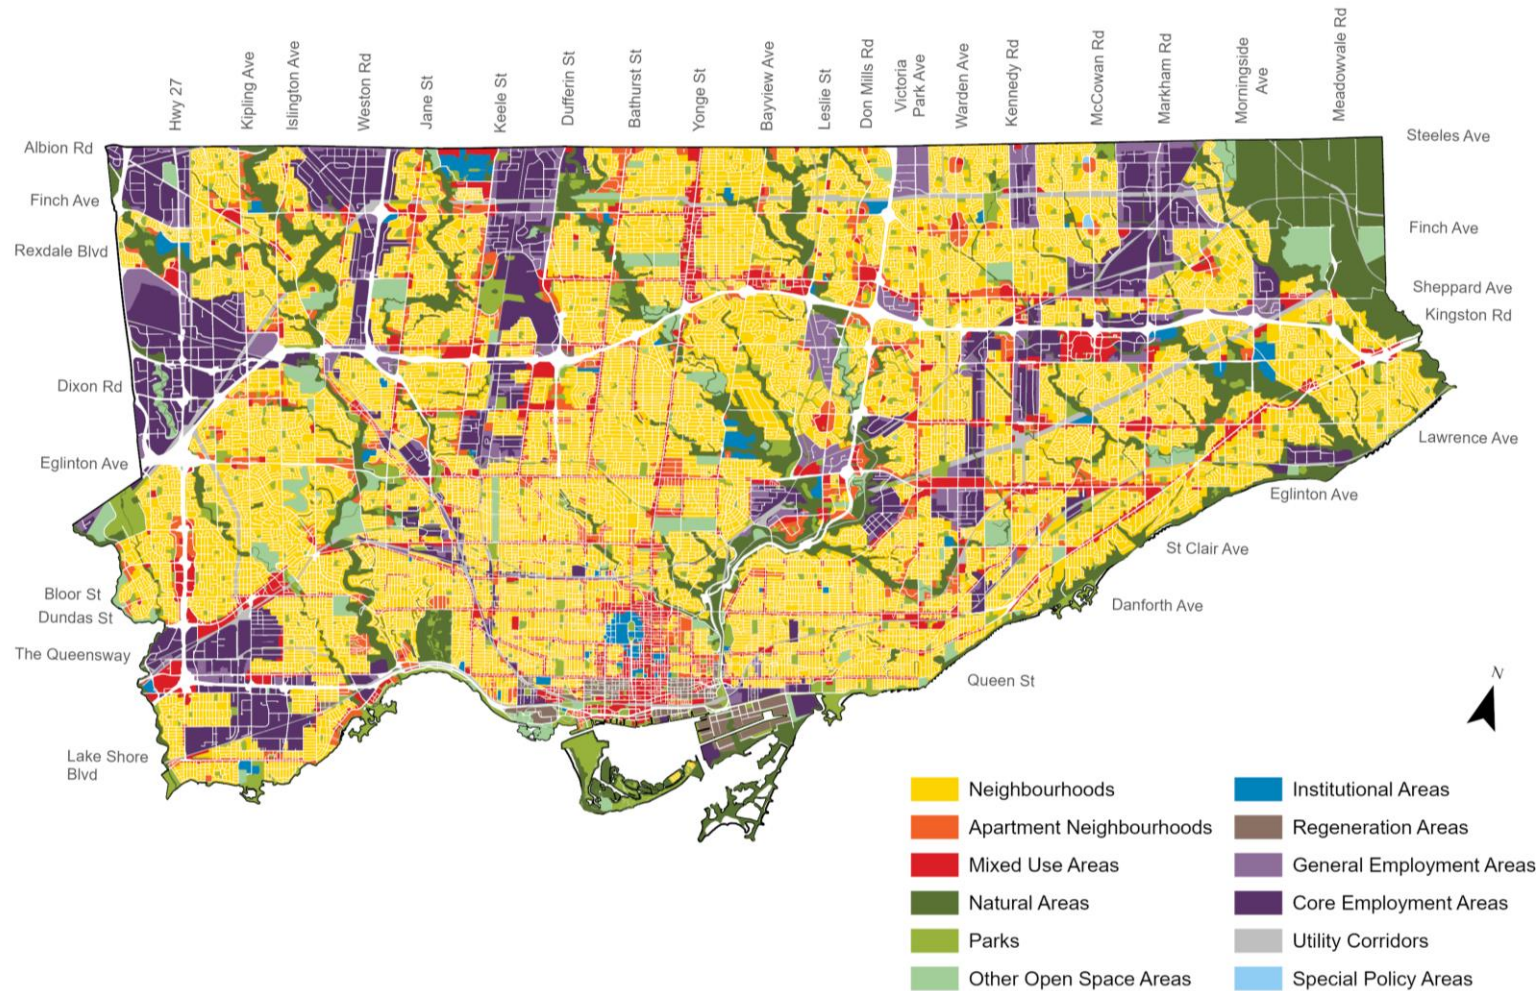 Hwy 27
Kipling Ave
Islington Ave
Weston Rd
Jane St
Keele St
Dufferin St
Bathurst St
Yonge St
Bayview Ave
Leslie St
Don Mills Rd
Victoria
Park Ave
Warden Ave
Kennedy Rd
McCowan Rd
Markham Rd
Morningside
Ave
Meadowvale Rd
Albion Rd
Finch Ave
Rexdale Blvd
Dixon Rd
Eglinton Ave
Bloor St
Dundas St
The Queensway
Lake Shore
Blvd
Steeles Ave
Finch Ave
Sheppard Ave
Kingston Rd
Lawrence Ave
Eglinton Ave
St Clair Ave
Danforth Ave
Queen St
N
Neighbourhoods
Apartment Neighbourhoods
Mixed Use Areas
Natural Areas
Parks
Other Open Space Areas
Institutional Areas
Regeneration Areas
General Employment Areas
Core Employment Areas
Utility Corridors
Special Policy Areas